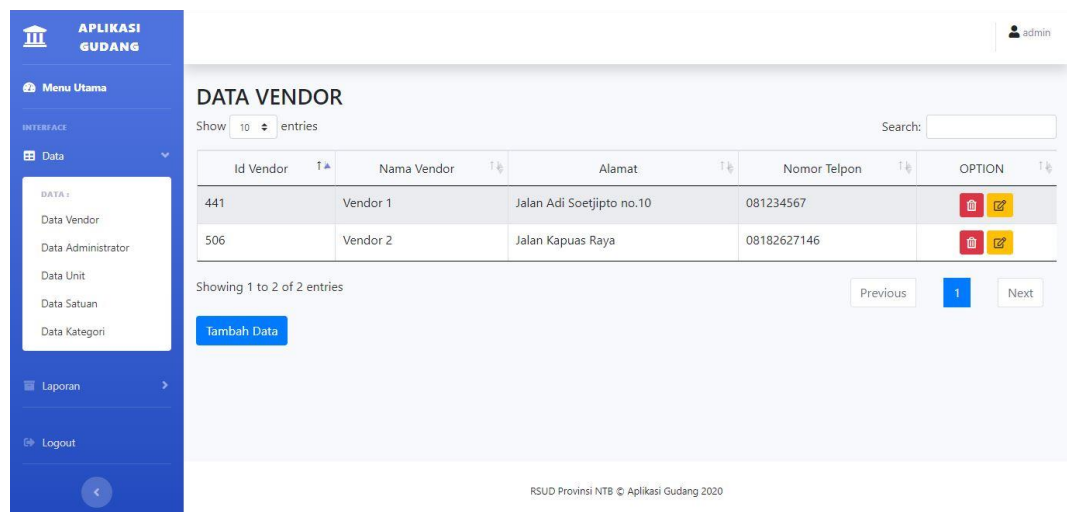 APLIKASI
GUDANG
admin
Menu Utama
INTERFACE
Data
DATA :
Data Vendor
Data Administrator
Data Unit
Data Satuan
Data Kategori
Laporan
Logout
DATA VENDOR
Show 10 entries
Search:
Id Vendor Nama Vendor Alamat Nomor Telpon OPTION
441 Vendor 1 Jalan Adi Soetjipto no.10 081234567
506 Vendor 2 Jalan Kapuas Raya 08182627146
Showing 1 to 2 of 2 entries
Previous 1 Next
Tambah Data
RSUD Provinsi NTB © Aplikasi Gudang 2020